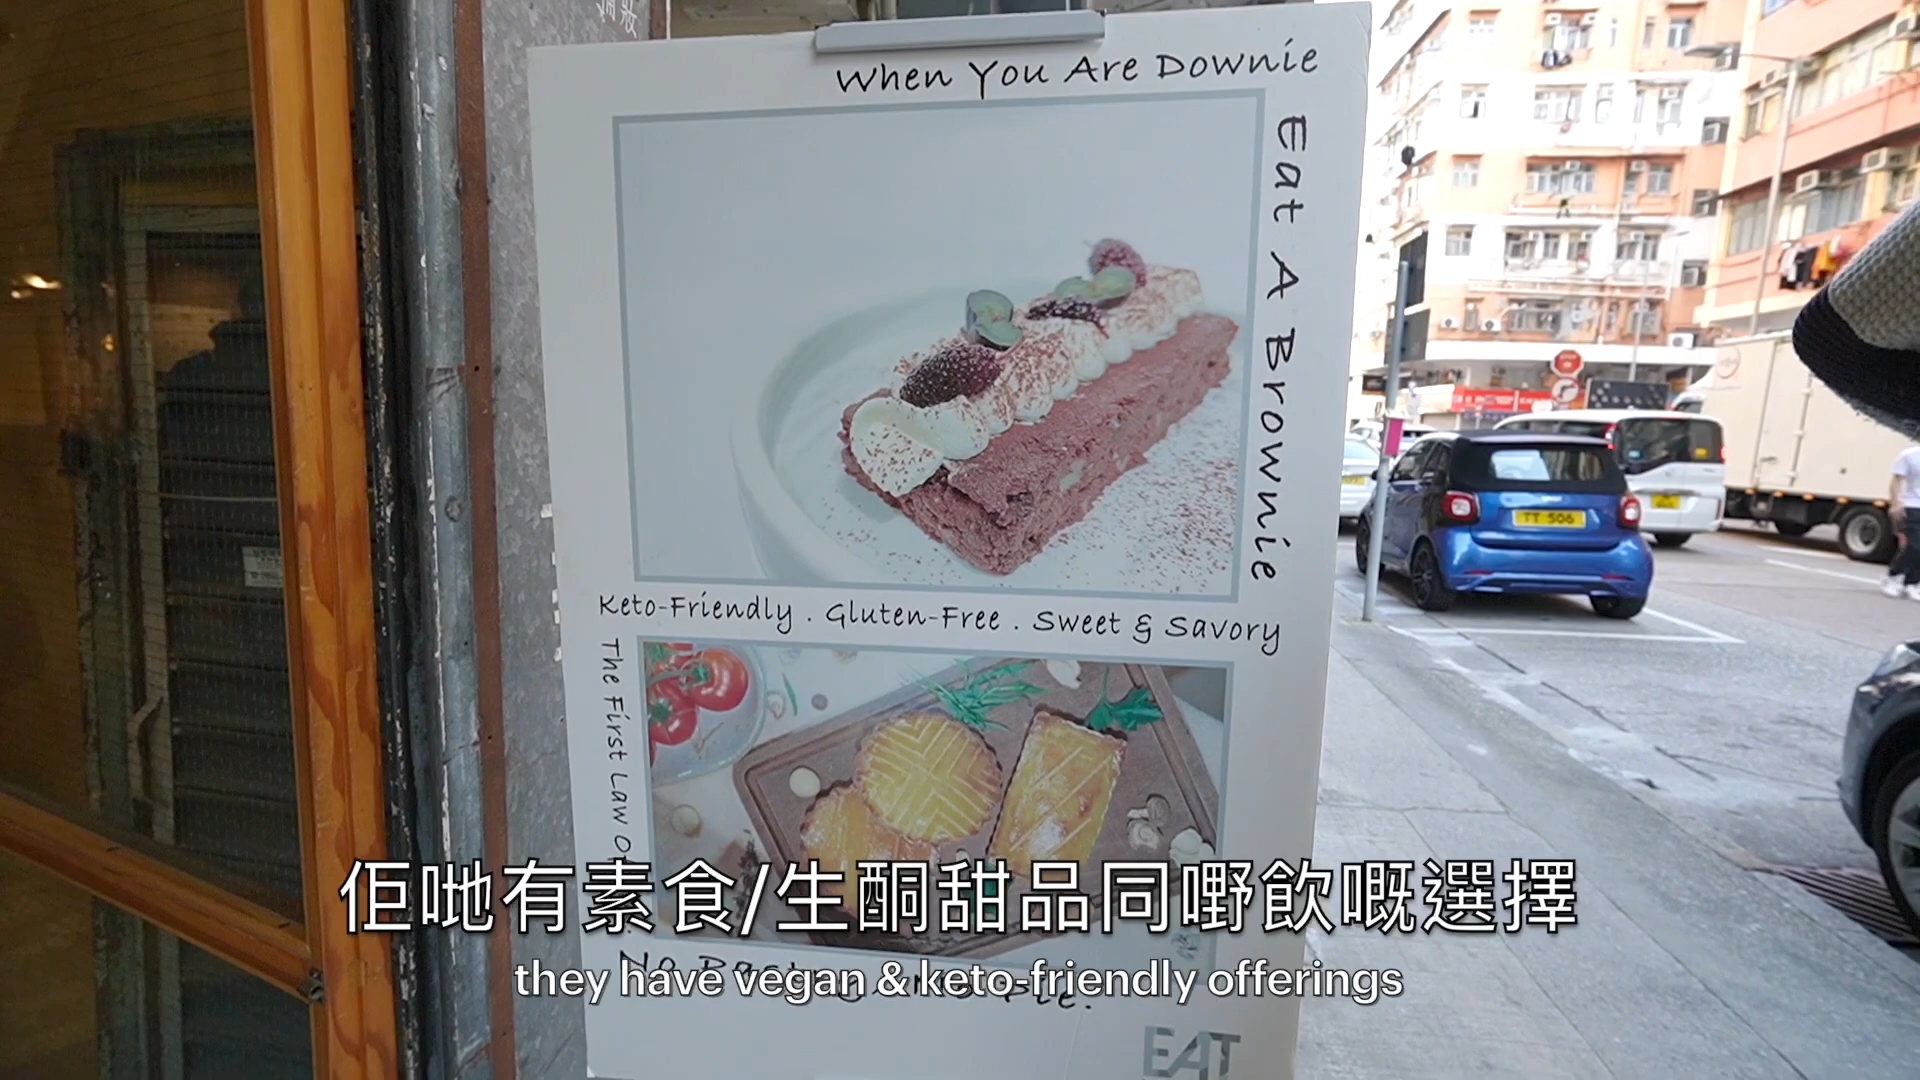 When You Are Downie
Eat A Brownie
Keto-Friendly . Gluten-Free . Sweet & Savory
The First Law
TT 506
佢哋有素食/生酮甜品同嘢飲嘅選擇
they have vegan & keto-friendly offerings
EAT